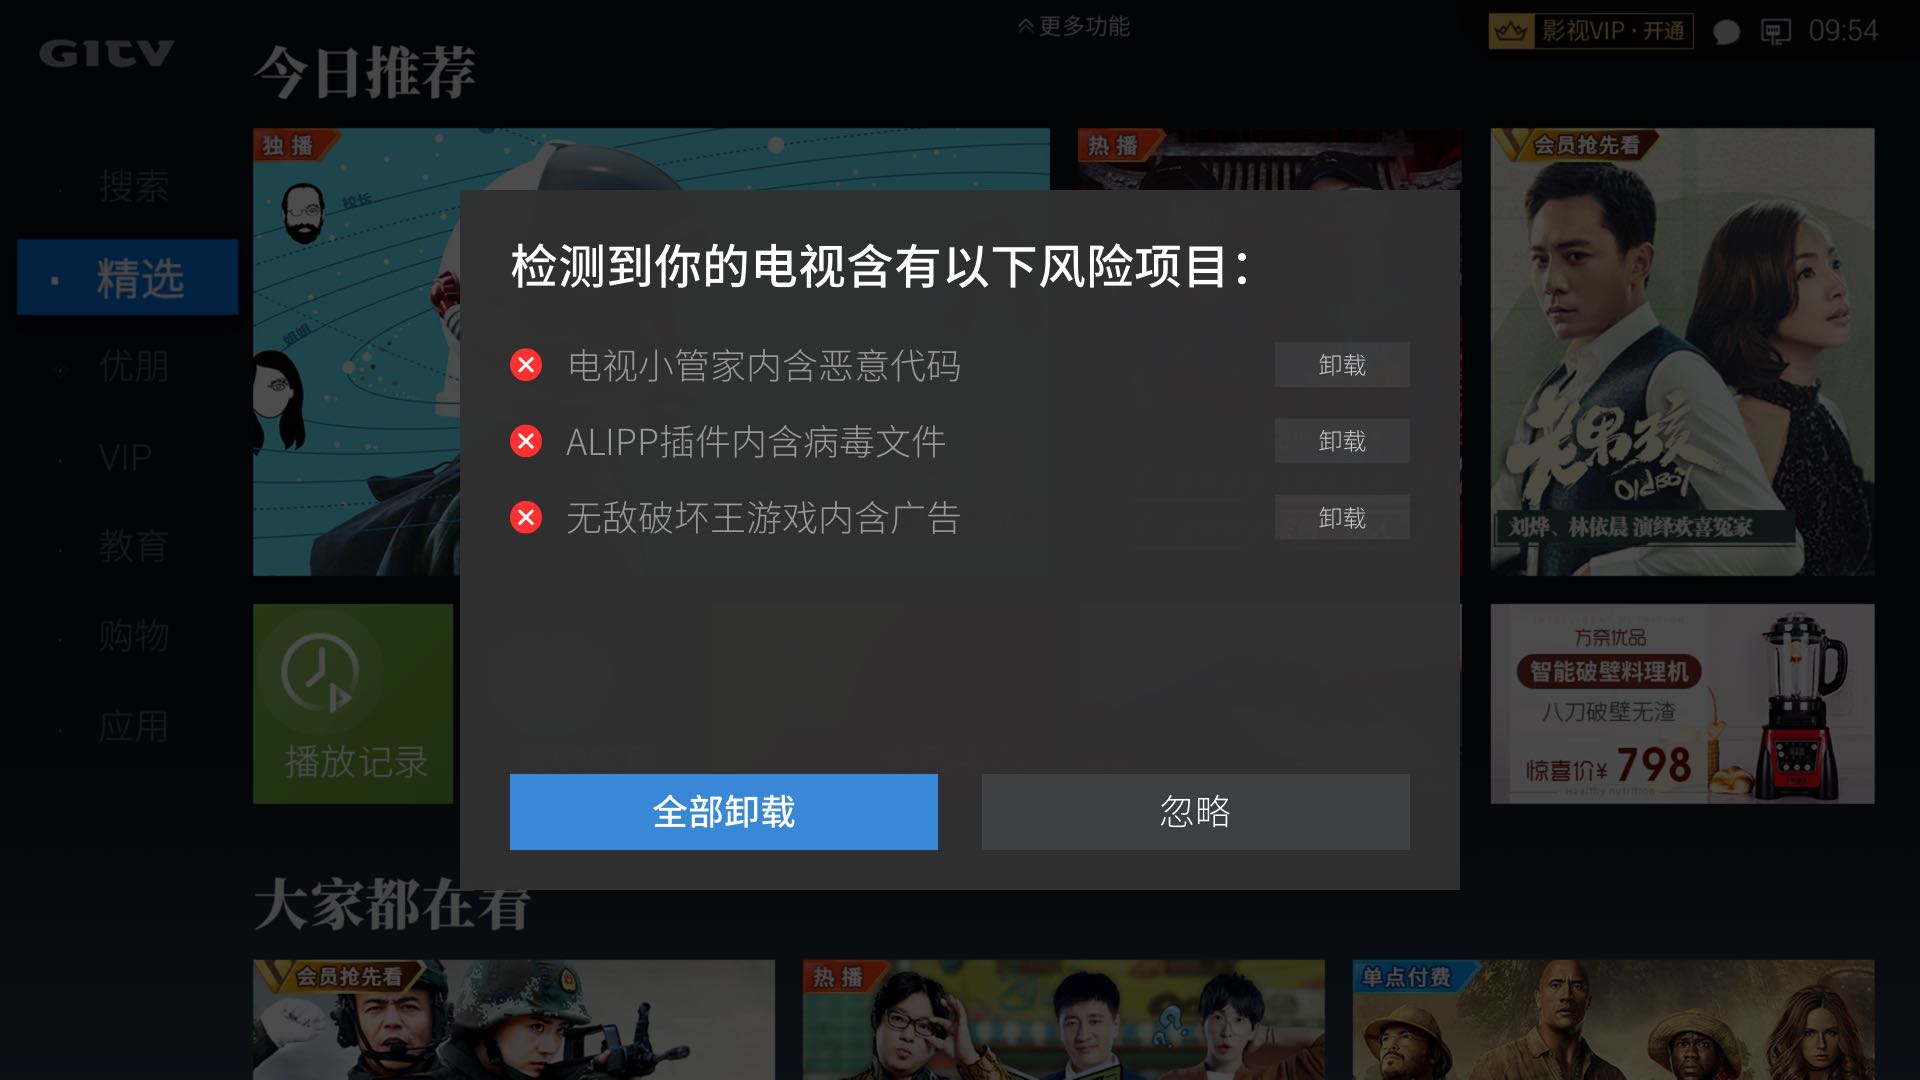 GITV
今日推荐
更多功能
影视VIP·开通
09:54
搜索
精选
优朋
VIP
教育
购物
应用
独播
校长
姐姐
热播
会员抢先看
老男孩
OLD BOY
刘烨、林依晨 演绎欢喜冤家
检测到你的电视含有以下风险项目：
电视小管家内含恶意代码
卸载
ALIPP插件内含病毒文件
卸载
无敌破坏王游戏内含广告
卸载
全部卸载
忽略
播放记录
方奈优品
智能破壁料理机
八刀破壁无渣
惊喜价¥798
Healthy nutrition
大家都在看
会员抢先看
热播
单点付费